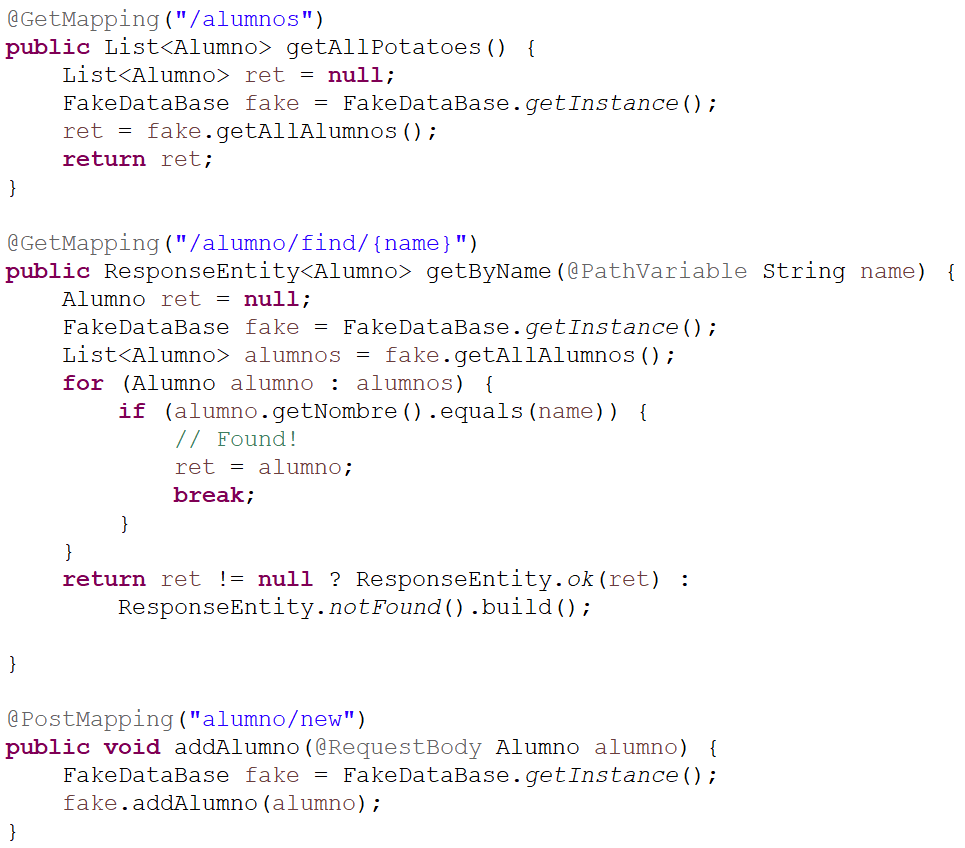 @GetMapping("/alumnos")
public List<Alumno> getAllPotatoes() {
    List<Alumno> ret = null;
    FakeDataBase fake = FakeDataBase.getInstance();
    ret = fake.getAllAlumnos();
    return ret;
}

@GetMapping("/alumno/find/{name}")
public ResponseEntity<Alumno> getByName(@PathVariable String name) {
    Alumno ret = null;
    FakeDataBase fake = FakeDataBase.getInstance();
    List<Alumno> alumnos = fake.getAllAlumnos();
    for (Alumno alumno : alumnos) {
        if (alumno.getNombre().equals(name)) {
            // Found!
            ret = alumno;
            break;
        }
    }
    return ret != null ? ResponseEntity.ok(ret) :
        ResponseEntity.notFound().build();

}

@PostMapping("alumno/new")
public void addAlumno(@RequestBody Alumno alumno) {
    FakeDataBase fake = FakeDataBase.getInstance();
    fake.addAlumno(alumno);
}